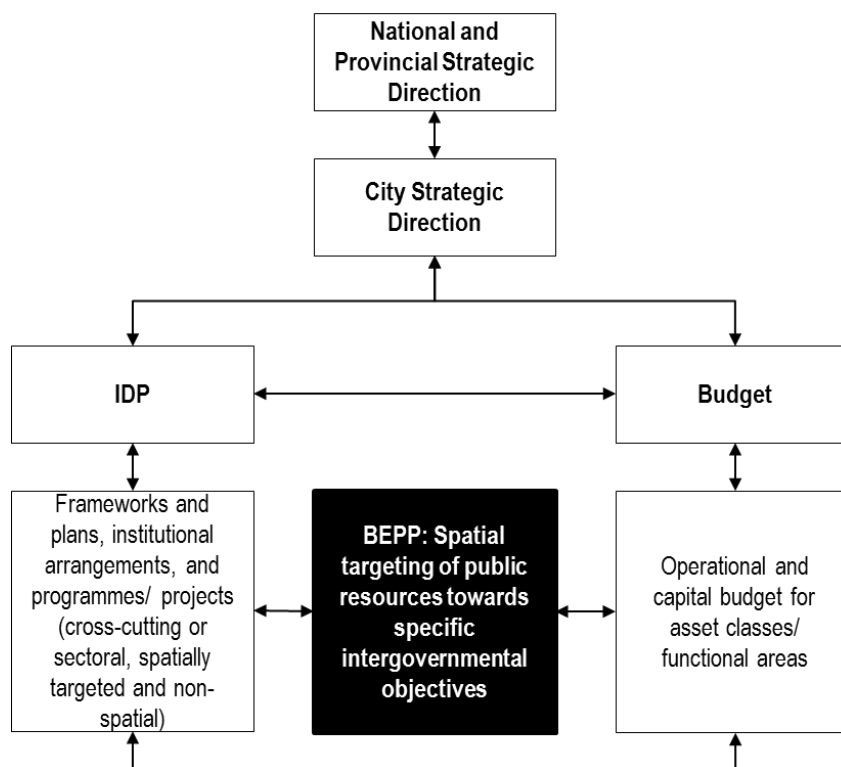 National and
Provincial Strategic
Direction
City Strategic
Direction
IDP
Budget
Frameworks and
plans, institutional
arrangements, and
programmes/ projects
(cross-cutting or
sectoral, spatially
targeted and non-
spatial)
BEPP: Spatial
targeting of public
resources towards
specific
intergovernmental
objectives
Operational and
capital budget for
asset classes/
functional areas